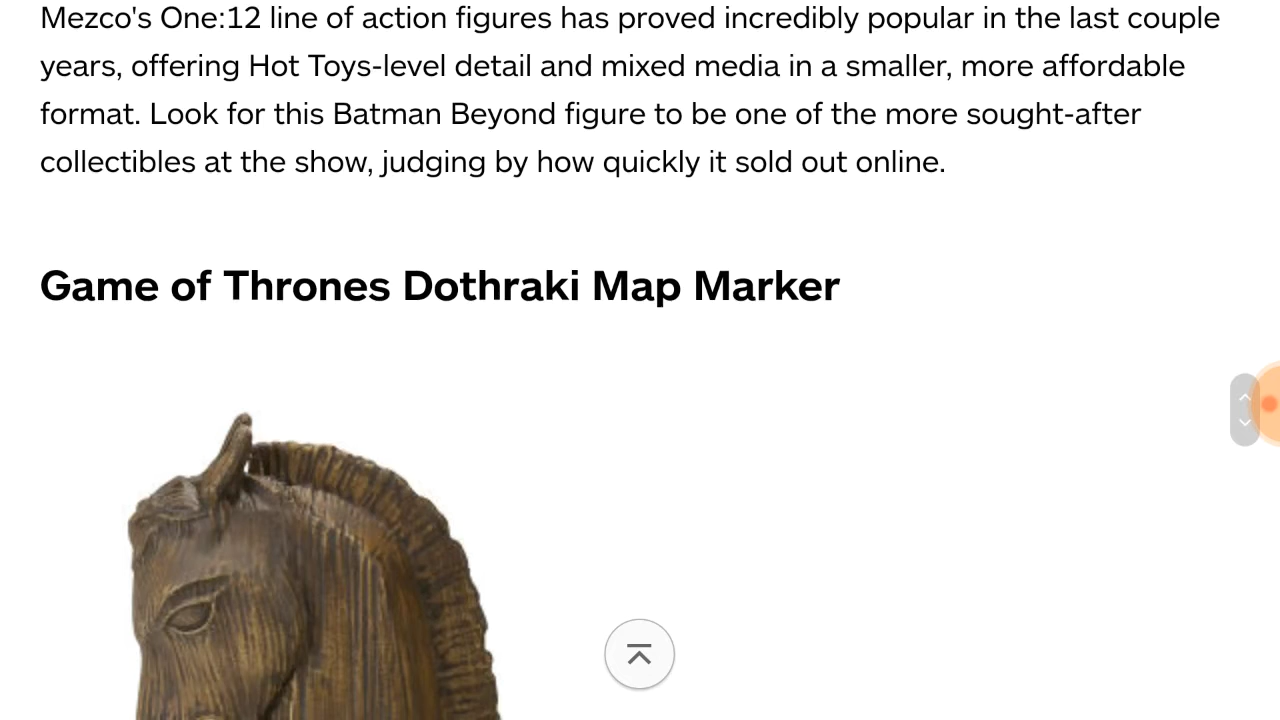 Mezco's One:12 line of action figures has proved incredibly popular in the last couple
years, offering Hot Toys-level detail and mixed media in a smaller, more affordable
format. Look for this Batman Beyond figure to be one of the more sought-after
collectibles at the show, judging by how quickly it sold out online.
Game of Thrones Dothraki Map Marker